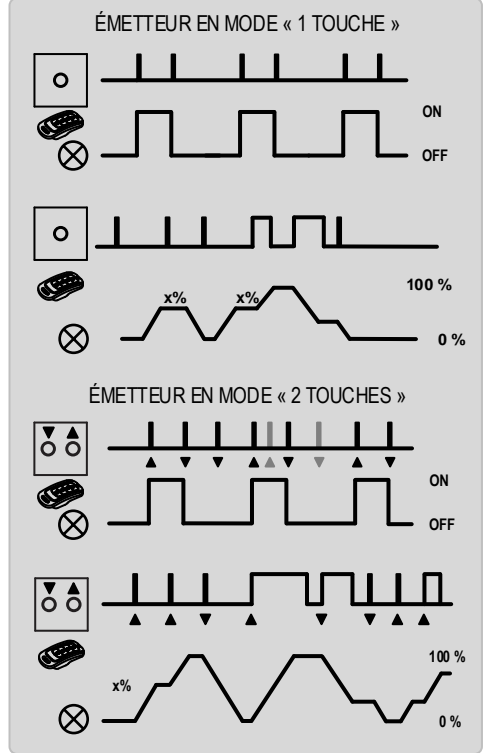 ÉMETTEUR EN MODE « 1 TOUCHE »
ON
OFF
x% x%
100 %
0 %
ÉMETTEUR EN MODE « 2 TOUCHES »
ON
OFF
100 %
x%
0 %